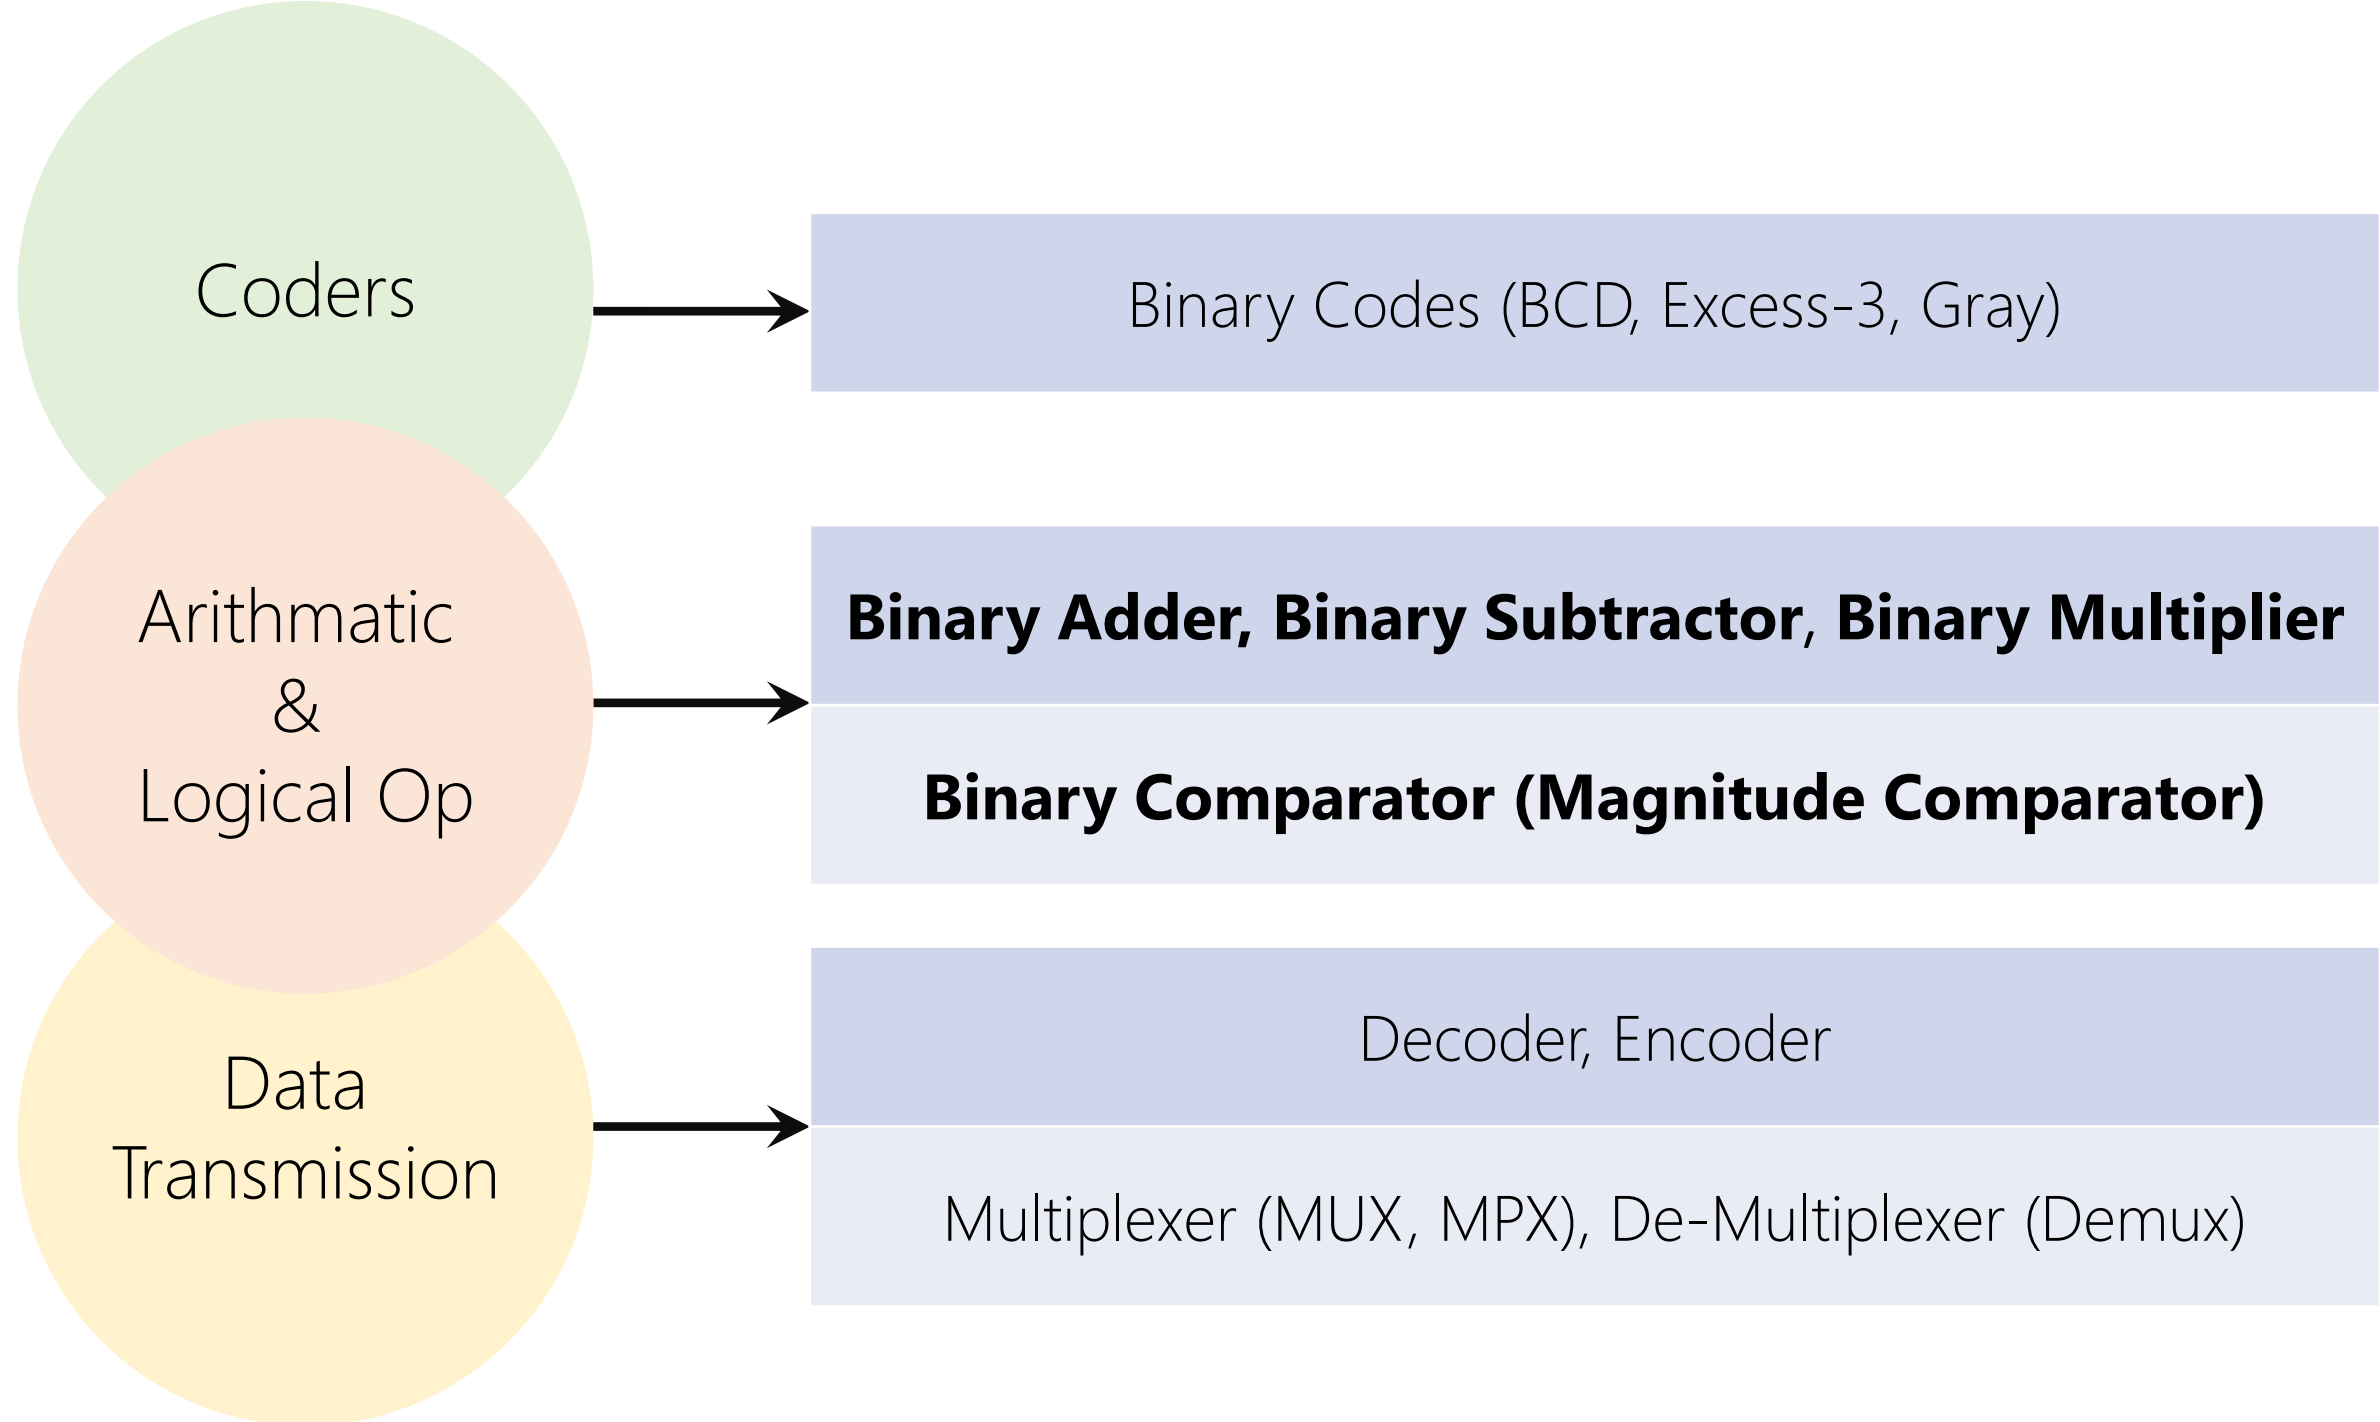 Coders
Binary Codes (BCD, Excess-3, Gray)
Arithmatic
&
Logical Op
Binary Adder, Binary Subtractor, Binary Multiplier
Binary Comparator (Magnitude Comparator)
Data
Transmission
Decoder, Encoder
Multiplexer (MUX, MPX), De-Multiplexer (Demux)